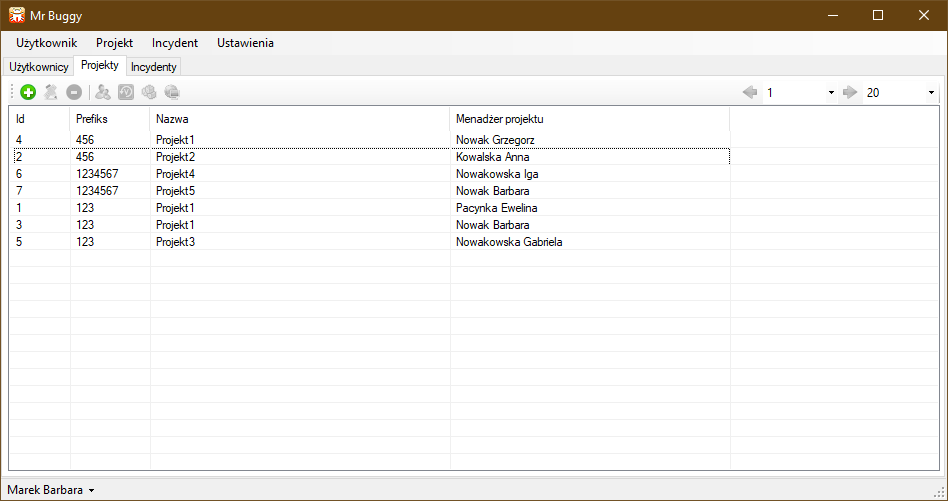 Mr Buggy
Użytkownik Projekt Incydent Ustawienia
Użytkownicy Projekty Incydenty
1 20
Id Prefiks Nazwa Menadżer projektu
4 456 Projekt1 Nowak Grzegorz
2 456 Projekt2 Kowalska Anna
6 1234567 Projekt4 Nowakowska Iga
7 1234567 Projekt5 Nowak Barbara
1 123 Projekt1 Pacynka Ewelina
3 123 Projekt1 Nowak Barbara
5 123 Projekt3 Nowakowska Gabriela
Marek Barbara